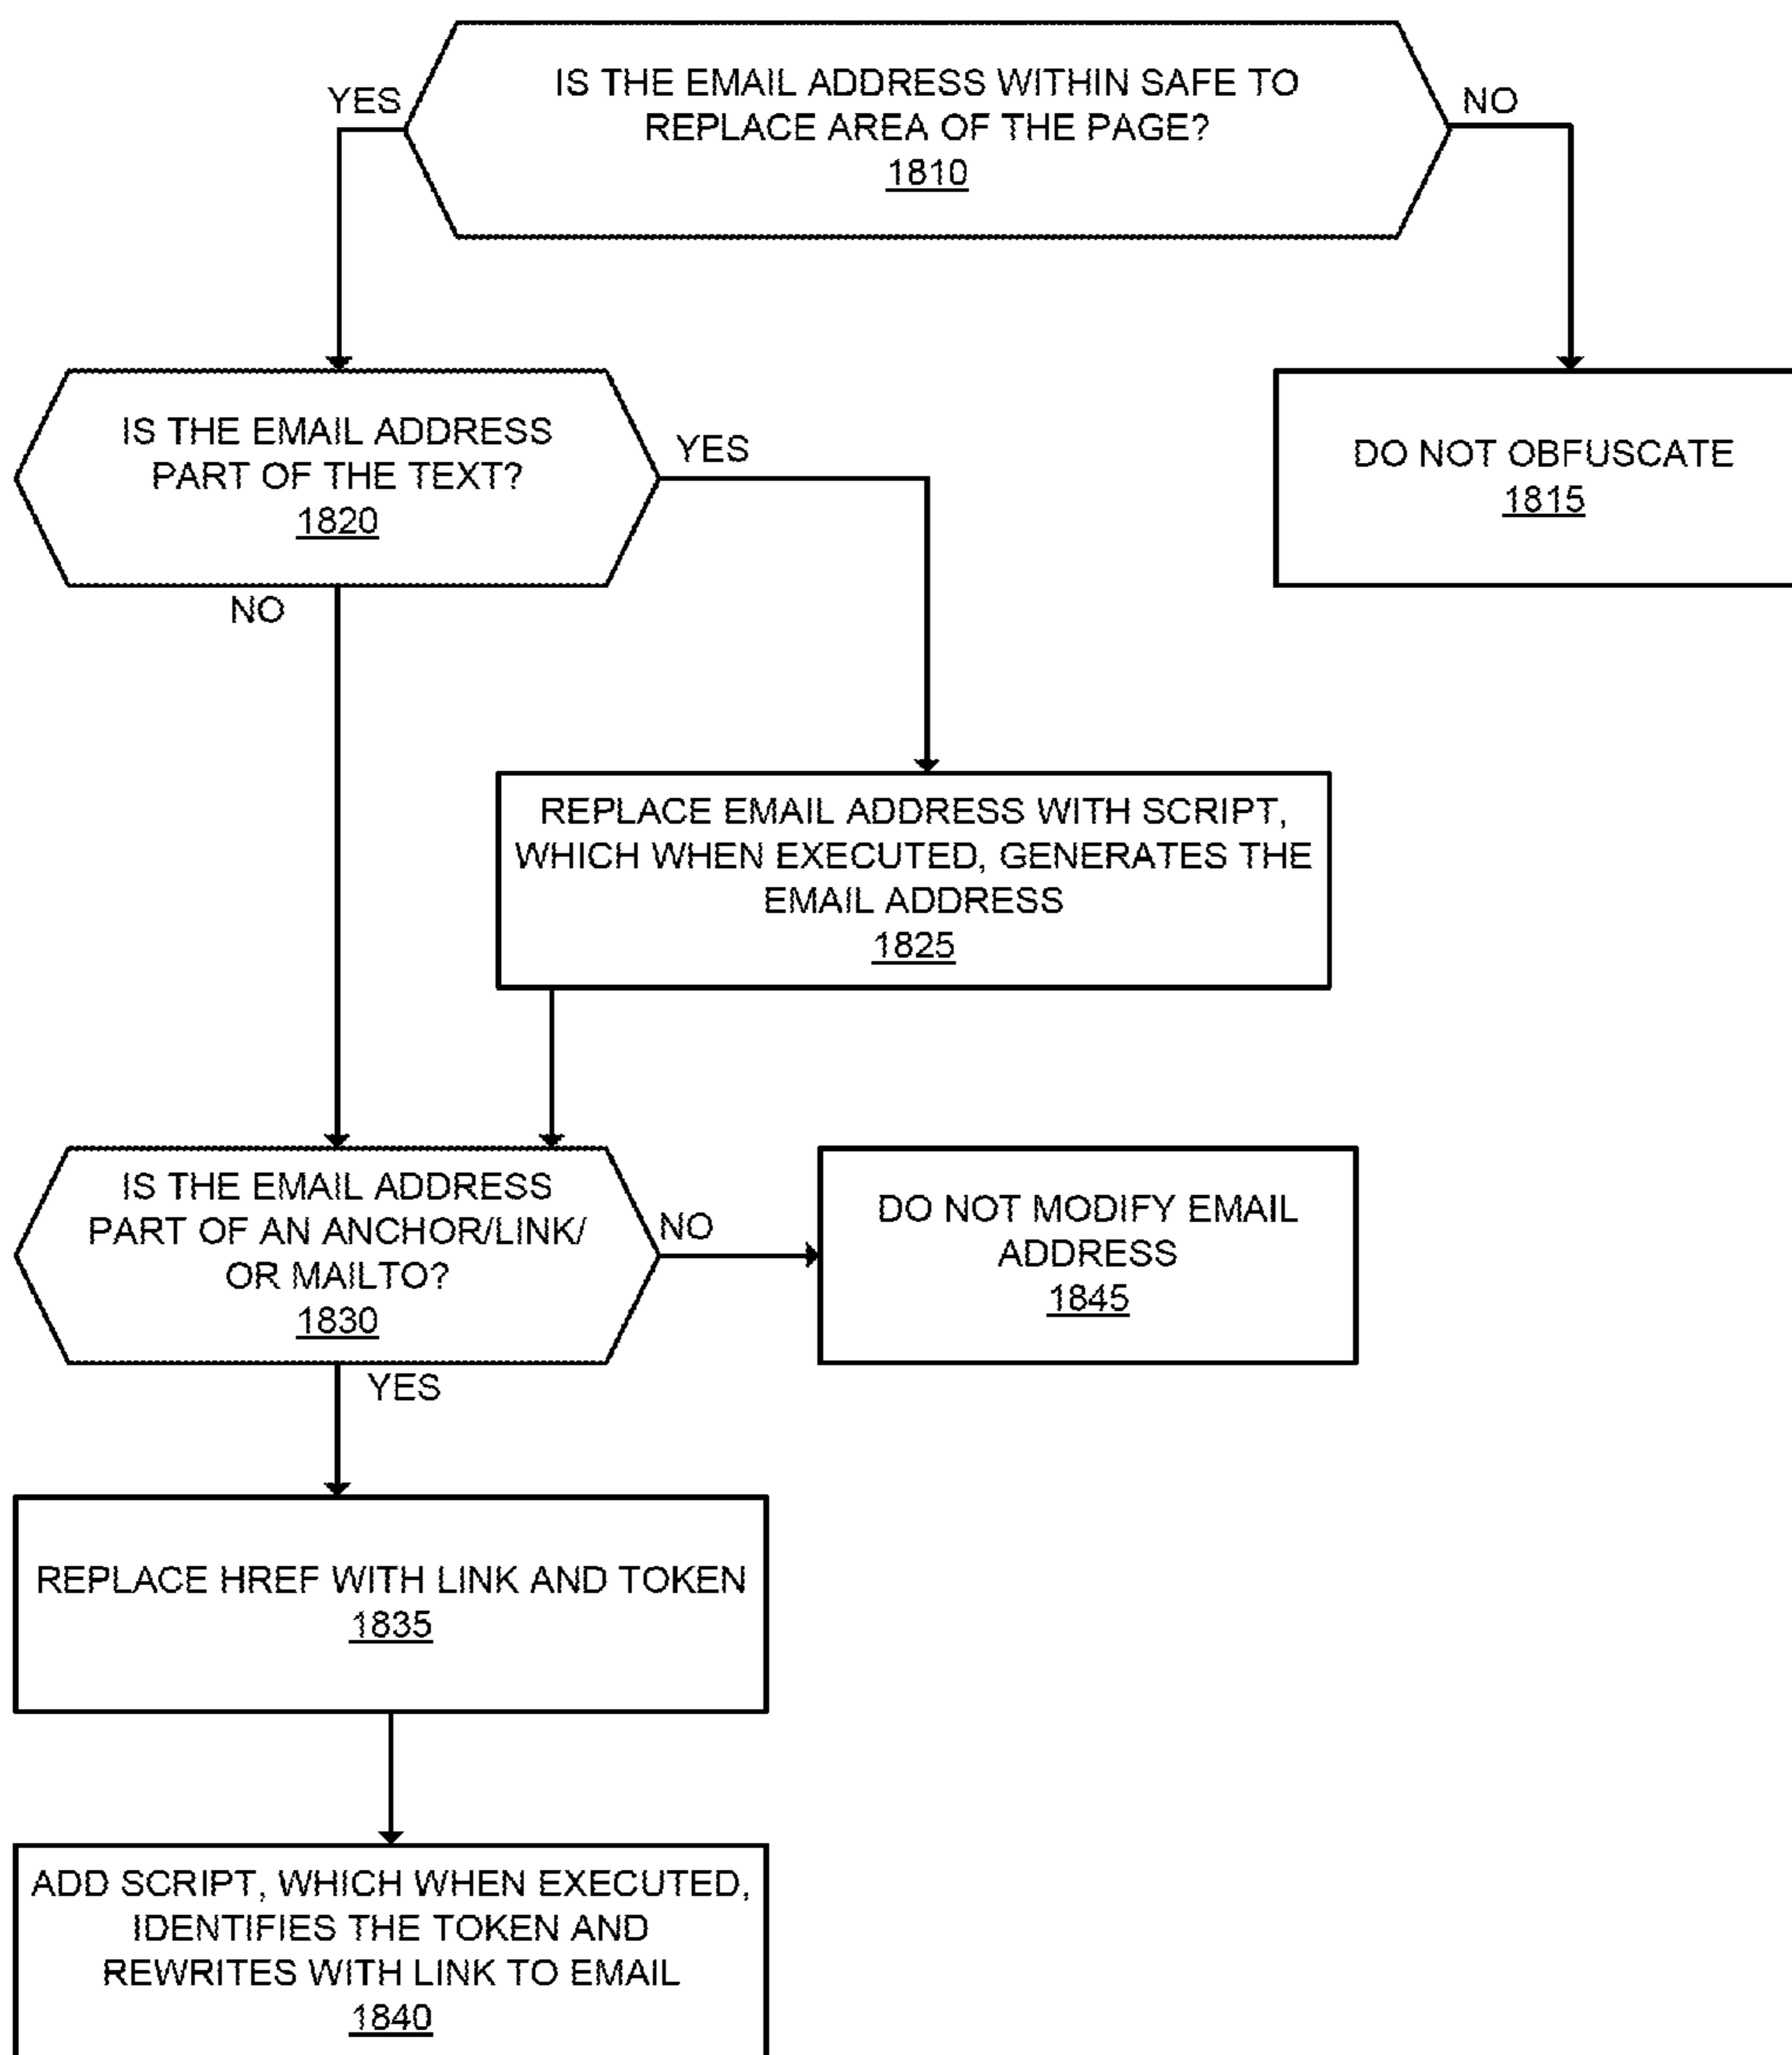 IS THE EMAIL ADDRESS WITHIN SAFE TO
REPLACE AREA OF THE PAGE?
1810
YES
NO
IS THE EMAIL ADDRESS
PART OF THE TEXT?
1820
YES
NO
DO NOT OBFUSCATE
1815
REPLACE EMAIL ADDRESS WITH SCRIPT,
WHICH WHEN EXECUTED, GENERATES THE
EMAIL ADDRESS
1825
IS THE EMAIL ADDRESS
PART OF AN ANCHOR/LINK/
OR MAILTO?
1830
NO
YES
DO NOT MODIFY EMAIL
ADDRESS
1845
REPLACE HREF WITH LINK AND TOKEN
1835
ADD SCRIPT, WHICH WHEN EXECUTED,
IDENTIFIES THE TOKEN AND
REWRITES WITH LINK TO EMAIL
1840